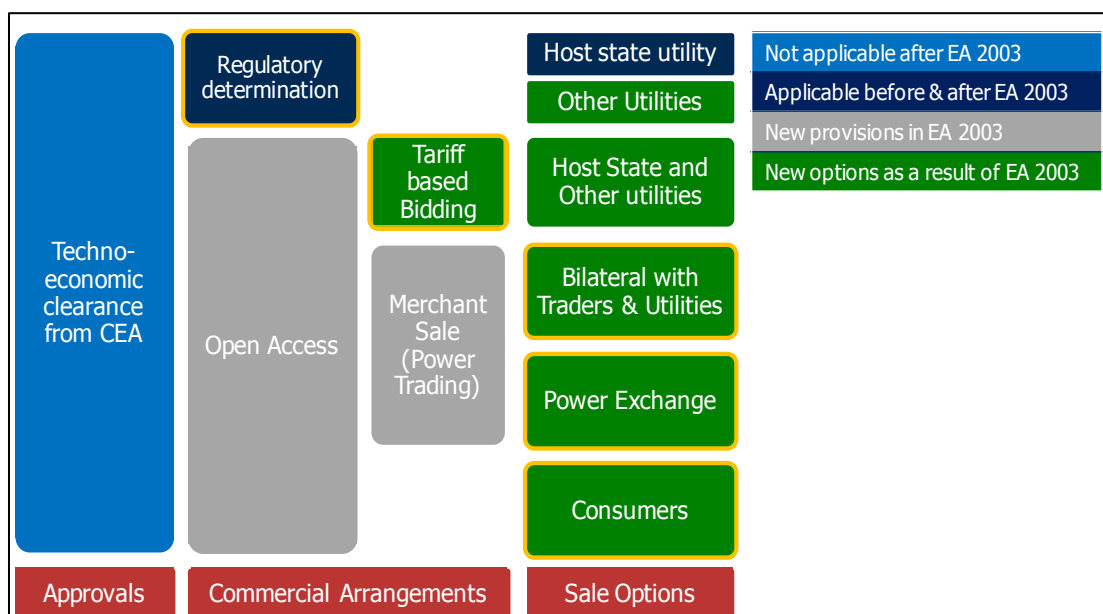 Techno-
economic
clearance
from CEA
Regulatory
determination
Open Access
Tariff
based
Bidding
Merchant
Sale
(Power
Trading)
Host state utility
Other Utilities
Host State and
Other utilities
Bilateral with
Traders & Utilities
Power Exchange
Consumers
Not applicable after EA 2003
Applicable before & after EA 2003
New provisions in EA 2003
New options as a result of EA 2003
Approvals
Commercial Arrangements
Sale Options